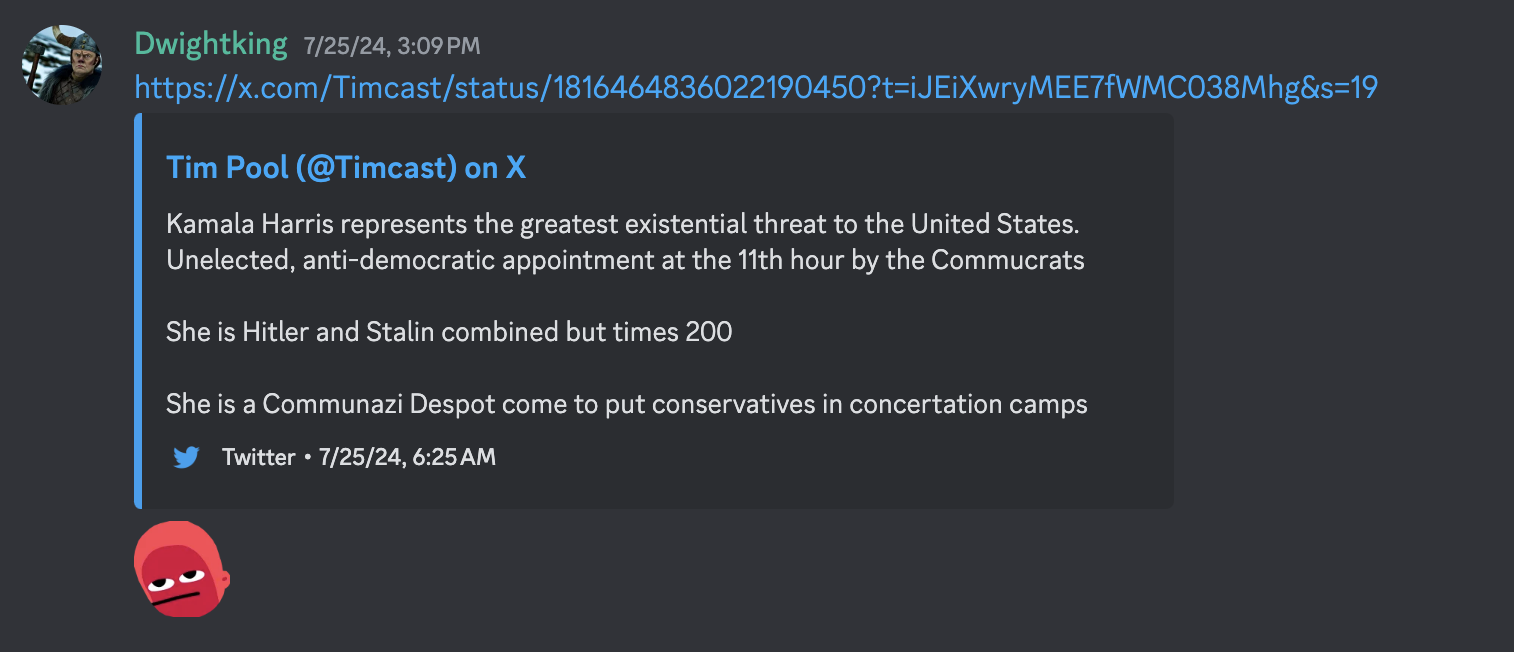 Dwightking 7/25/24, 3:09 PM
https://x.com/Timcast/status/1816464836022190450?t=iJEiXwryMEE7fWMC038Mhg&s=19
Tim Pool (@Timcast) on X
Kamala Harris represents the greatest existential threat to the United States.
Unelected, anti-democratic appointment at the 11th hour by the Commucrats
She is Hitler and Stalin combined but times 200
She is a Communazi Despot come to put conservatives in concertation camps
Twitter • 7/25/24, 6:25 AM